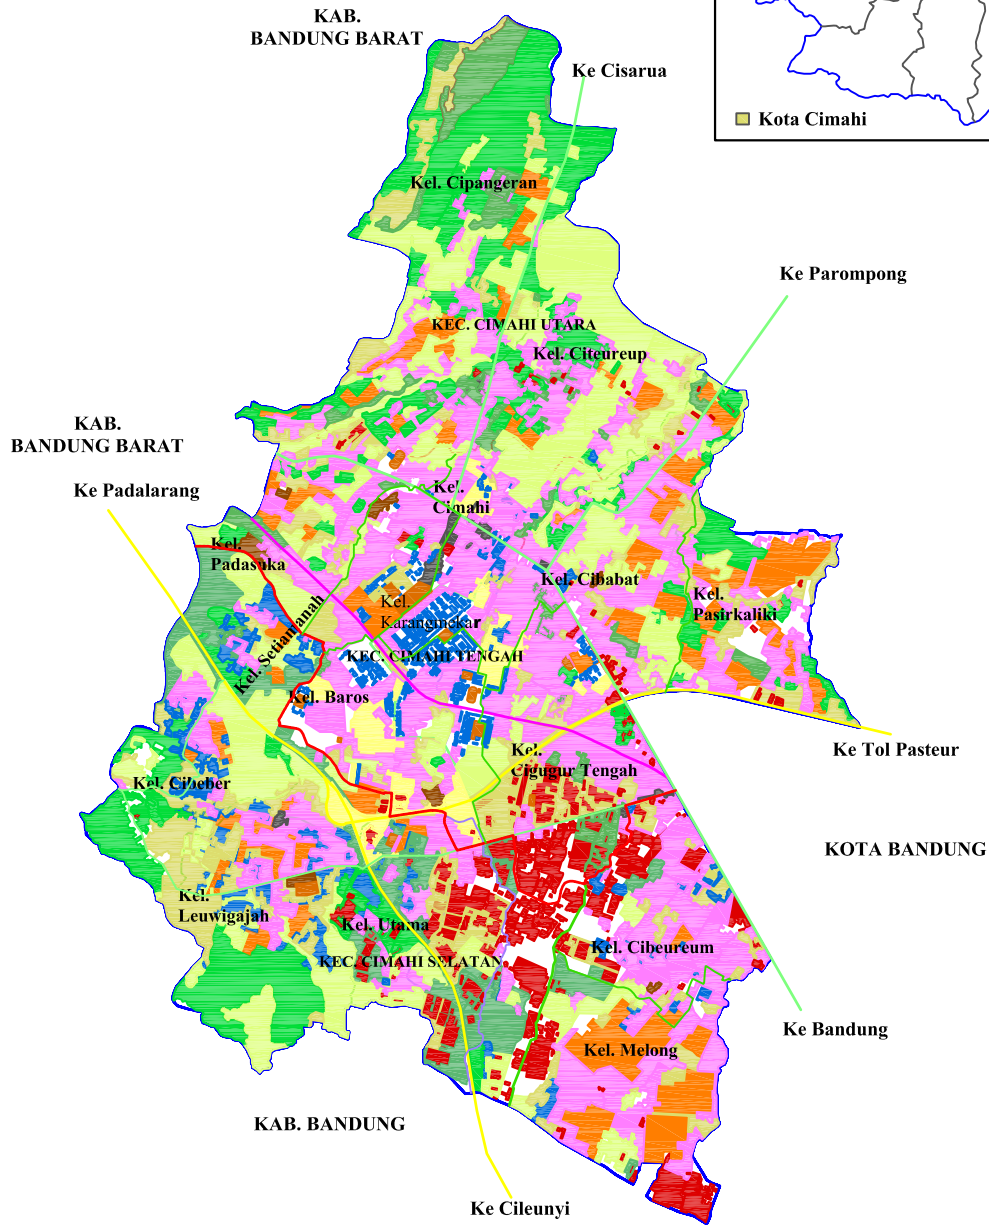 KAB.
BANDUNG BARAT
Ke Cisarua
Kota Cimahi
Kel. Cipangeran
Ke Parompong
KEC. CIMAHI UTARA
Kel. Citeureup
KAB.
BANDUNG BARAT
Ke Padalarang
Kel.
Cimahi
Kel.
Padasuka
Kel. Cibabat
Kel.
Pasirkaliki
Kel.
Karangmekar
Kel. Setiamanah
KEC. CIMAHI TENGAH
Kel. Baros
Ke Tol Pasteur
Kel.
Cigugur Tengah
Kel. Cibeber
KOTA BANDUNG
Kel.
Leuwigajah
Kel. Utama
Kel. Cibeureum
KEC. CIMAHI SELATAN
Ke Bandung
Kel. Melong
KAB. BANDUNG
Ke Cileunyi